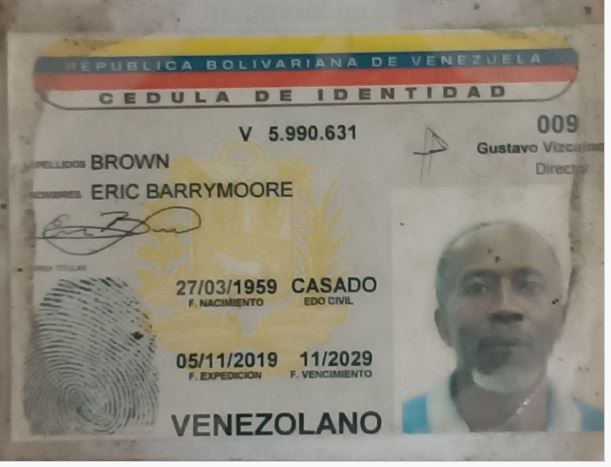 REPUBLICA BOLIVARIANA DE VENEZUELA
CEDULA DE IDENTIDAD
V 5.990.631
009
Gustavo Vizcaino
Director
APELLIDOS BROWN
NOMBRES ERIC BARRYMOORE
FIRMA TITULAR
27/03/1959 CASADO
F. NACIMIENTO EDO CIVIL
05/11/2019 11/2029
F. EXPEDICION F. VENCIMIENTO
VENEZOLANO